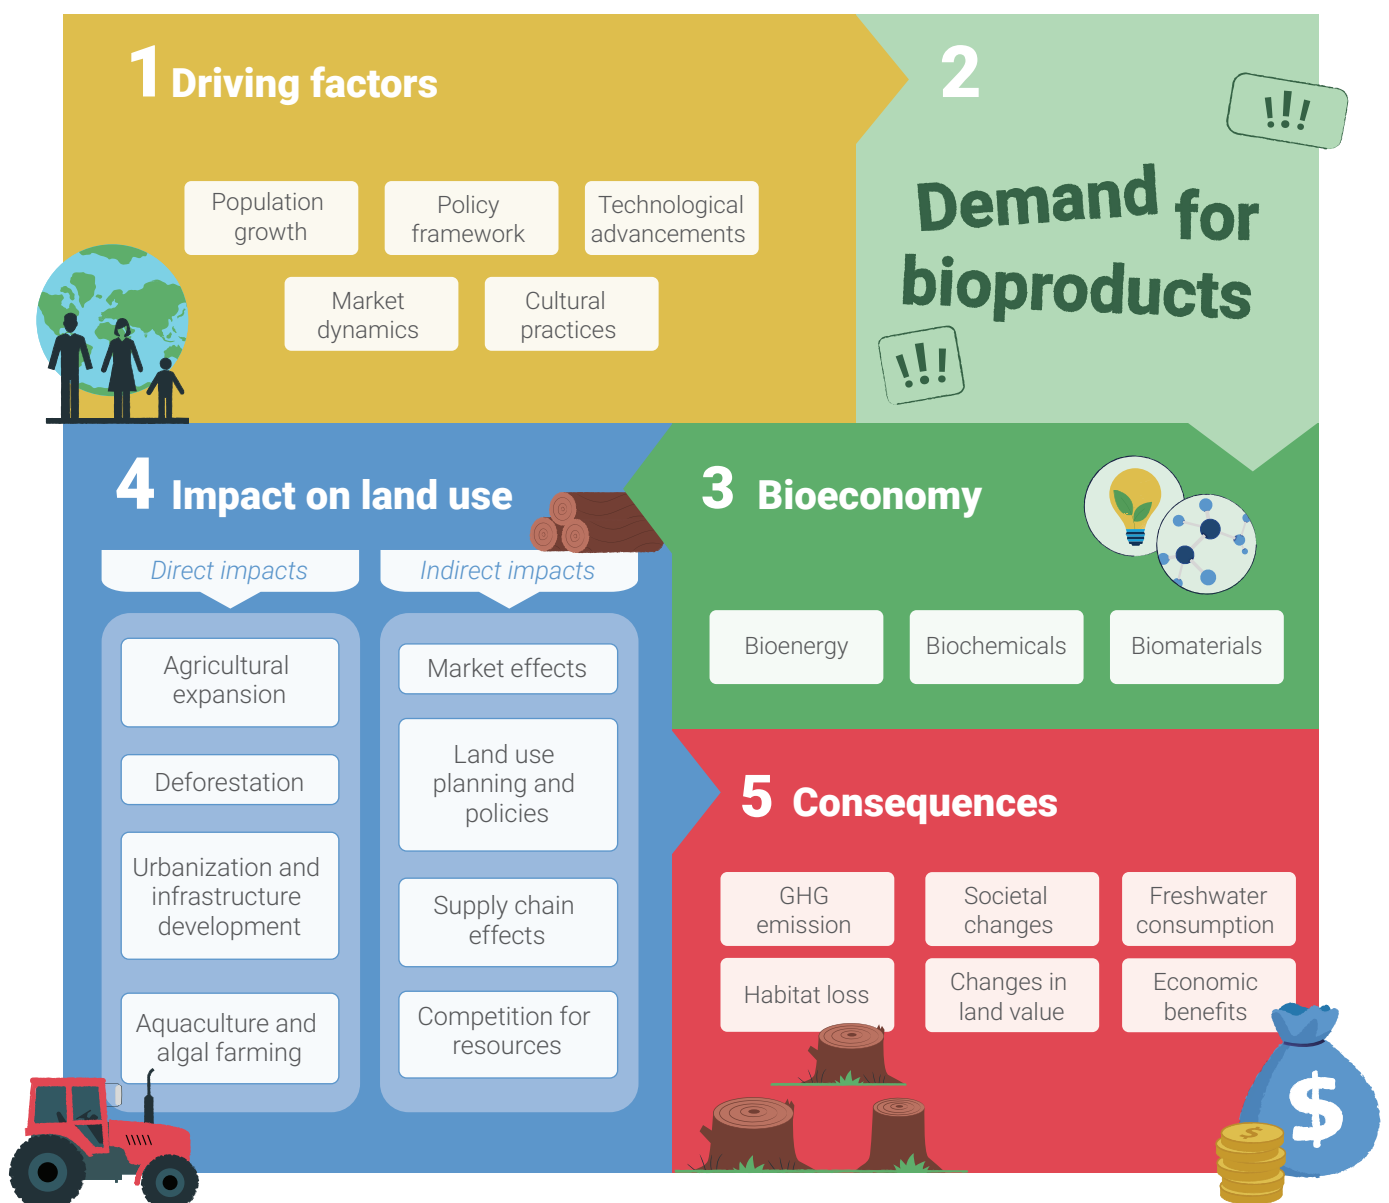 1 Driving factors
Population
growth
Policy
framework
Technological
advancements
Market
dynamics
Cultural
practices
2
!!!
Demand for
bioproducts
!!!
3 Bioeconomy
Bioenergy
Biochemicals
Biomaterials
4 Impact on land use
Direct impacts
Agricultural
expansion
Deforestation
Urbanization and
infrastructure
development
Aquaculture and
algal farming
Indirect impacts
Market effects
Land use
planning and
policies
Supply chain
effects
Competition for
resources
5 Consequences
GHG
emission
Societal
changes
Freshwater
consumption
Habitat loss
Changes in
land value
Economic
benefits
$
$